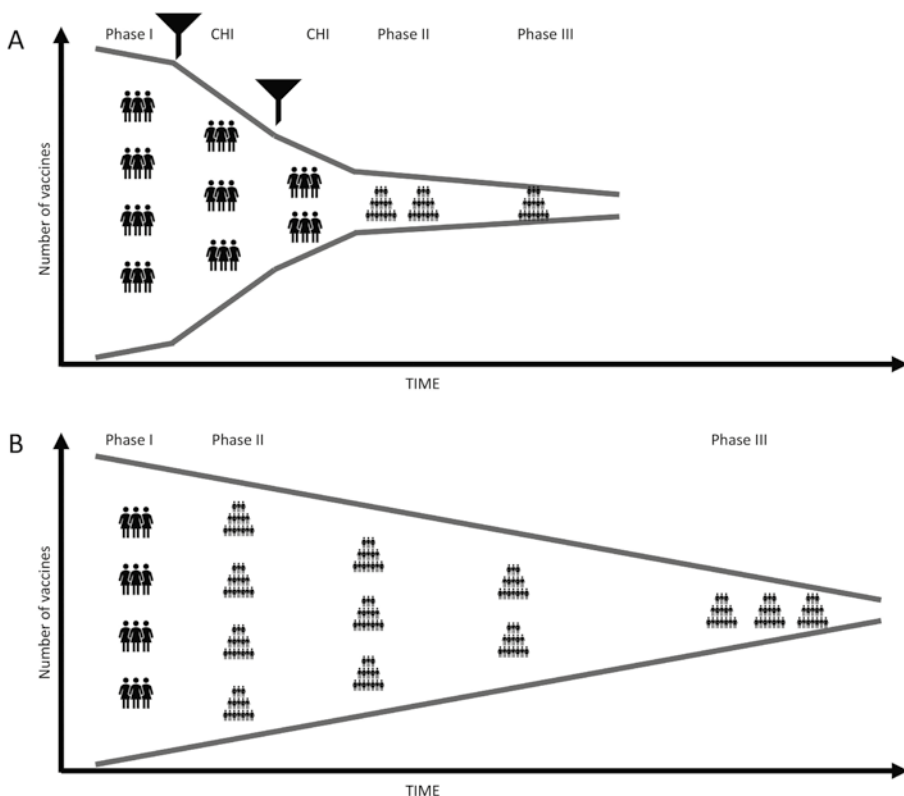 A
Phase I
CHI
CHI
Phase II
Phase III
Number of vaccines
TIME
B
Phase I
Phase II
Phase III
Number of vaccines
TIME